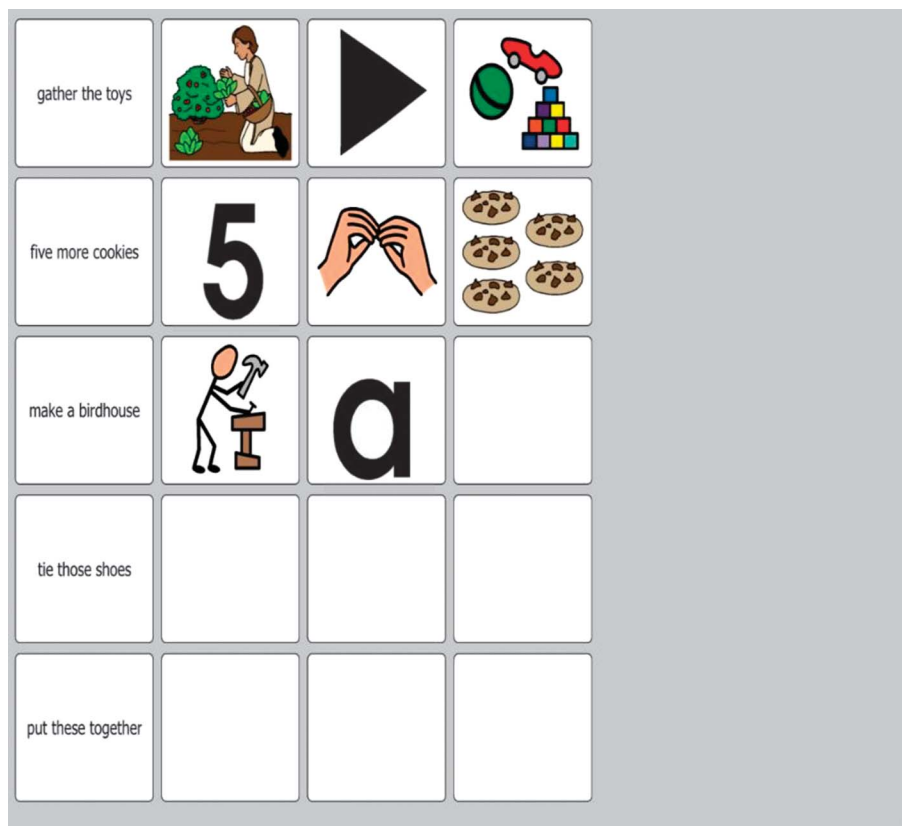 gather the toys
five more cookies
5
make a birdhouse
a
tie those shoes
put these together